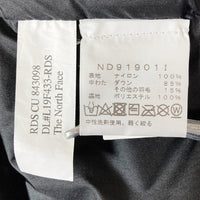 RDS CU 843098
DL#L19F433-RDS
The North Face
ND91901I
表地 ナイロン 100%
中わた ダウン 85%
その他の羽毛 15%
裏地 ポリエステル 100%
中性洗剤使用。軽く絞る